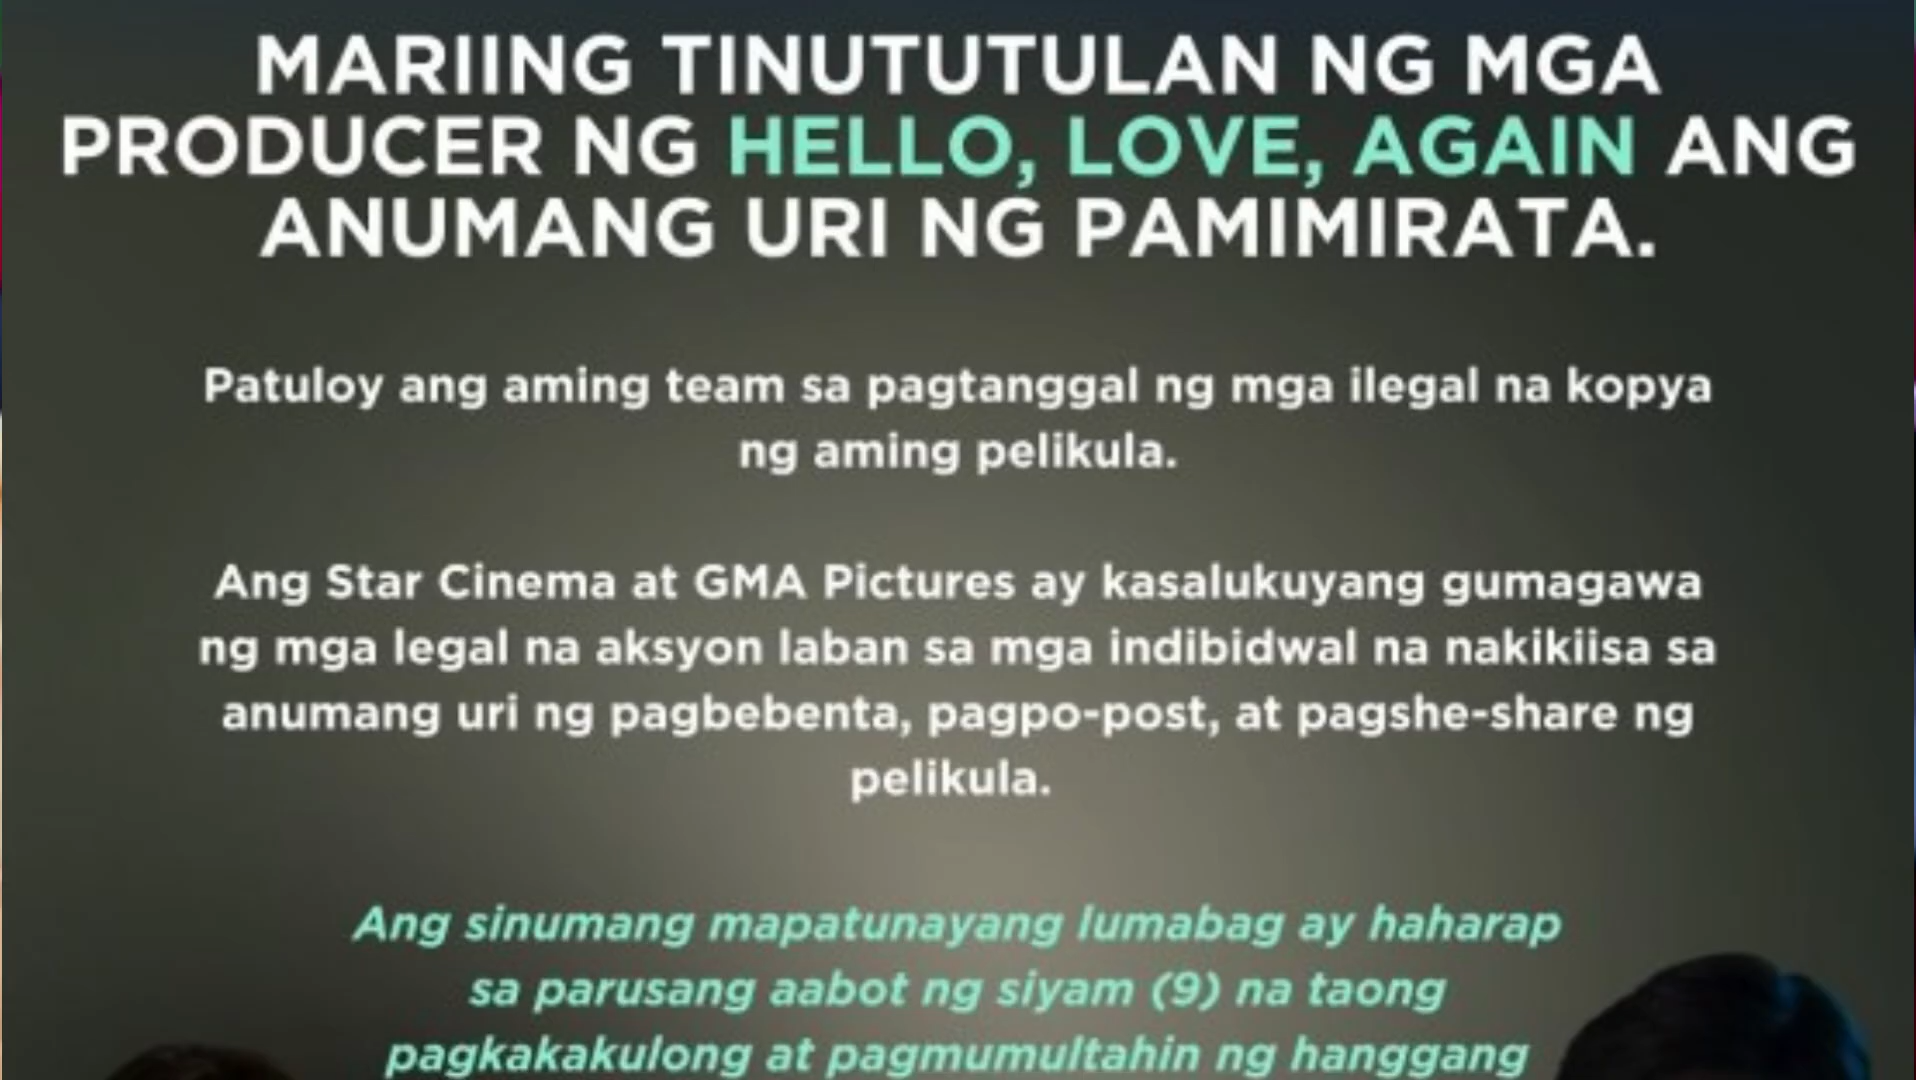 MARIING TINUTUTULAN NG MGA
PRODUCER NG HELLO, LOVE, AGAIN ANG
ANUMANG URI NG PAMIMIRATA.
Patuloy ang aming team sa pagtanggal ng mga ilegal na kopya
ng aming pelikula.
Ang Star Cinema at GMA Pictures ay kasalukuyang gumagawa
ng mga legal na aksyon laban sa mga indibidwal na nakikiisa sa
anumang uri ng pagbebenta, pagpo-post, at pagshe-share ng
pelikula.
Ang sinumang mapatunayang lumabag ay haharap
sa parusang aabot ng siyam (9) na taong
pagkakakulong at pagmumultahin ng hanggang